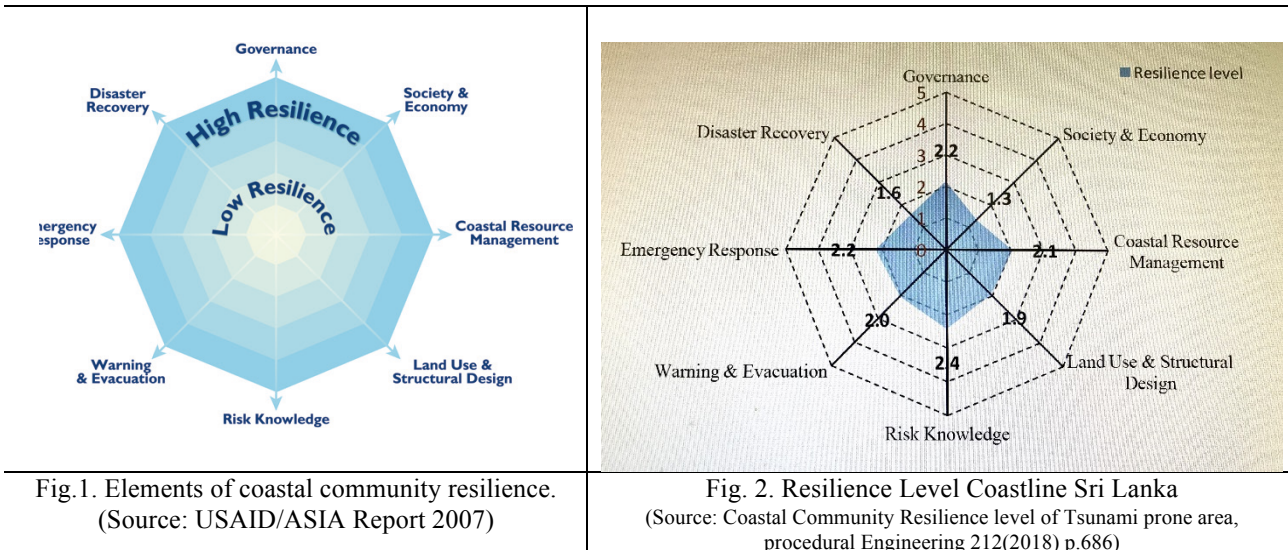 Governance
Disaster
Recovery
Society &
Economy
High Resilience
Low Resilience
mergency
esponse
Coastal Resource
Management
Warning
& Evacuation
Land Use &
Structural Design
Risk Knowledge
Fig.1. Elements of coastal community resilience.
(Source: USAID/ASIA Report 2007)
Resilience level
Governance
5
4
3
2
1
0
Disaster Recovery
Society & Economy
2.2
1.6
1.3
Emergency Response
2.2
2.1
Coastal Resource
Management
2.0
1.9
Warning & Evacuation
2.4
Land Use & Structural
Design
Risk Knowledge
Fig. 2. Resilience Level Coastline Sri Lanka
(Source: Coastal Community Resilience level of Tsunami prone area,
procedural Engineering 212(2018) p.686)